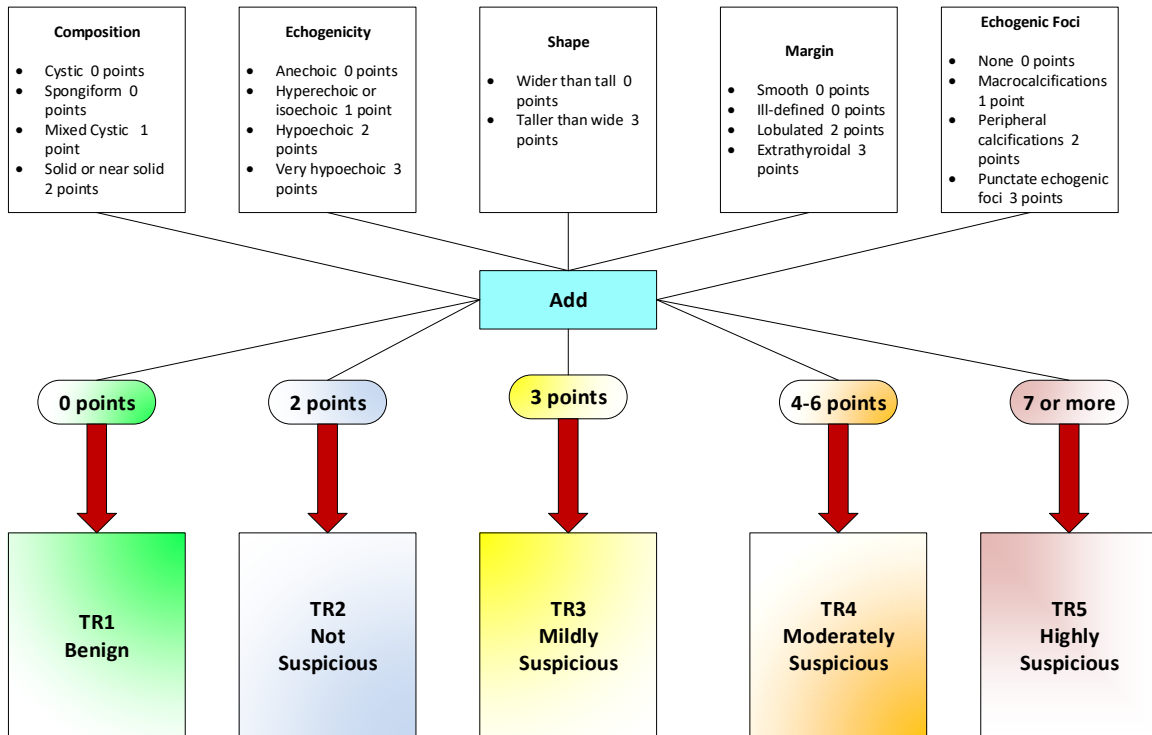 Composition
• Cystic 0 points
• Spongiform 0
points
• Mixed Cystic 1
point
• Solid or near solid
2 points
Echogenicity
• Anechoic 0 points
• Hyperechoic or
isoechoic 1 point
• Hypoechoic 2
points
• Very hypoechoic 3
points
Shape
• Wider than tall 0
points
• Taller than wide 3
points
Margin
• Smooth 0 points
• Ill-defined 0 points
• Lobulated 2 points
• Extrathyroidal 3
points
Echogenic Foci
• None 0 points
• Macrocalcifications
1 point
• Peripheral
calcifications 2
points
• Punctate echogenic
foci 3 points
Add
0 points
2 points
3 points
4-6 points
7 or more
TR1
Benign
TR2
Not
Suspicious
TR3
Mildly
Suspicious
TR4
Moderately
Suspicious
TR5
Highly
Suspicious